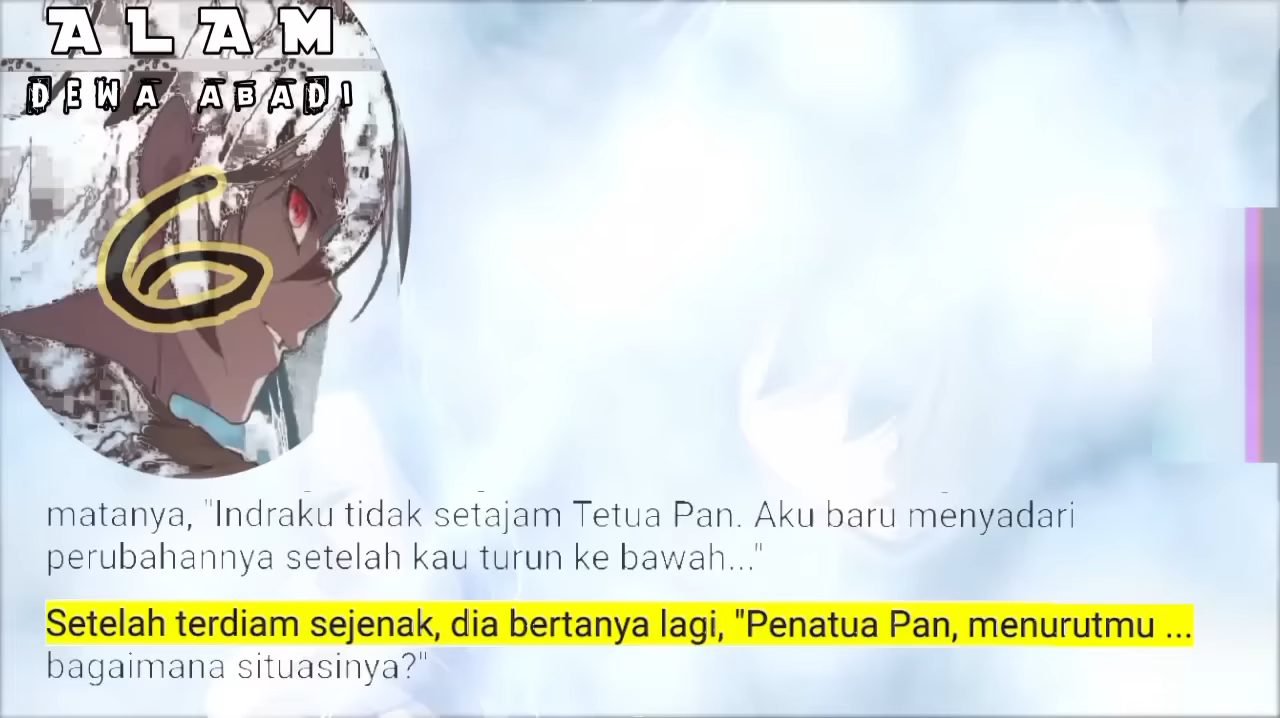 ALAM
DEWA ABADI
6
matanya, "Indraku tidak setajam Tetua Pan. Aku baru menyadari
perubahannya setelah kau turun ke bawah..."
Setelah terdiam sejenak, dia bertanya lagi, "Penatua Pan, menurutmu ...
bagaimana situasinya?"